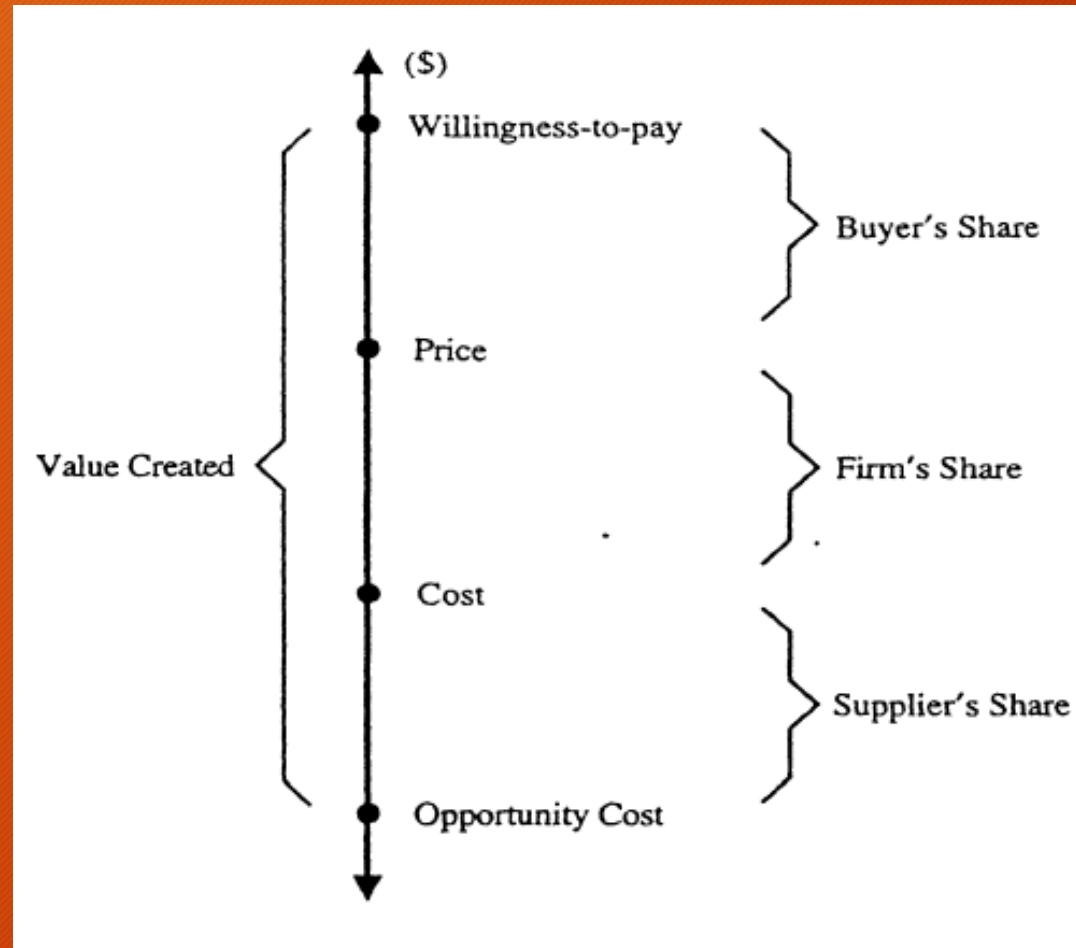 ($)
Willingness-to-pay
Buyer's Share
Price
Value Created
Firm's Share
Cost
Supplier's Share
Opportunity Cost